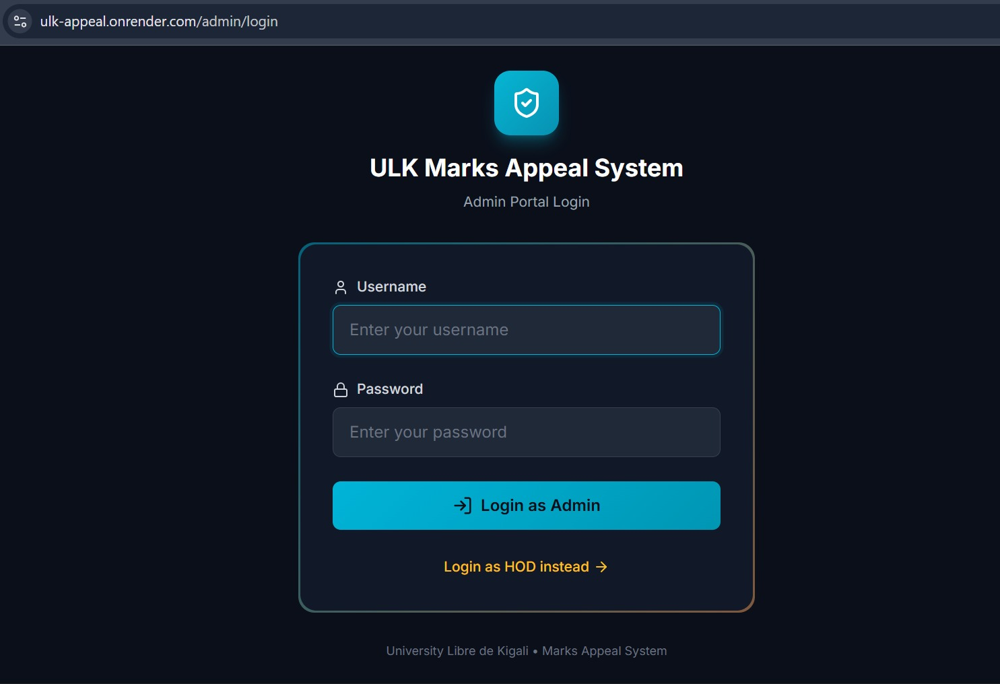 ulk-appeal.onrender.com/admin/login
ULK Marks Appeal System
Admin Portal Login
Username
Enter your username
Password
Enter your password
Login as Admin
Login as HOD instead →
University Libre de Kigali • Marks Appeal System